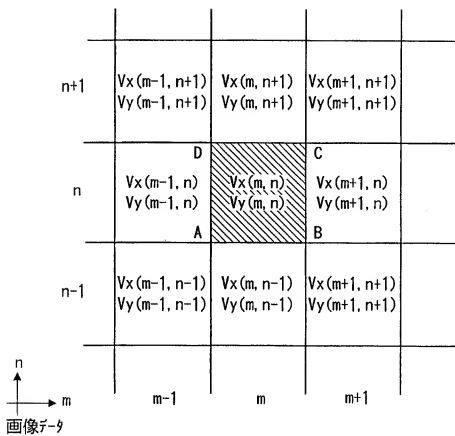 n+1
Vx(m-1, n+1) Vx(m, n+1) Vx(m+1, n+1)
Vy(m-1, n+1) Vy(m, n+1) Vy(m+1, n+1)
D C
n
Vx(m-1, n) Vx(m, n) Vx(m+1, n)
Vy(m-1, n) Vy(m, n) Vy(m+1, n)
A B
n-1
Vx(m-1, n-1) Vx(m, n-1) Vx(m+1, n+1)
Vy(m-1, n-1) Vy(m, n-1) Vy(m+1, n+1)
n
m
m-1 m m+1
画像データ